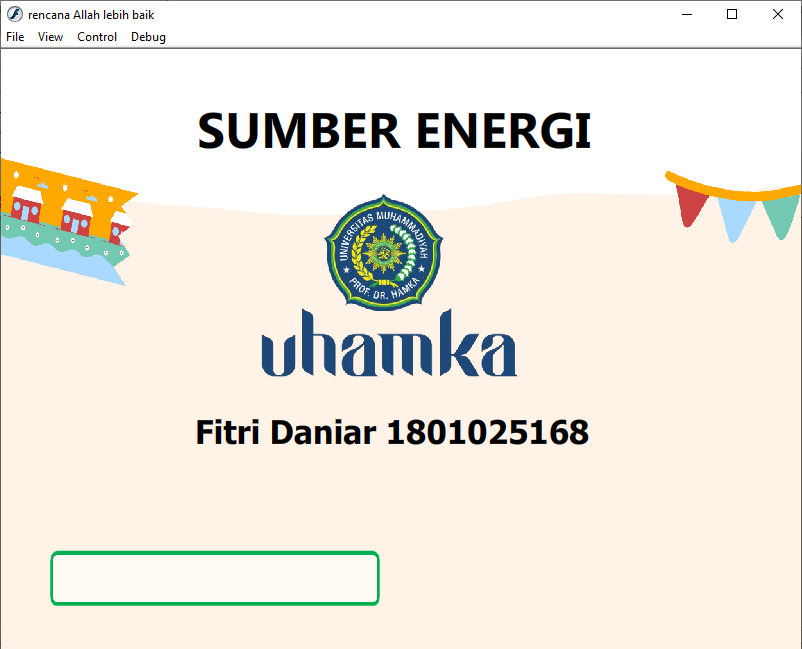 rencana Allah lebih baik
File View Control Debug
SUMBER ENERGI
UNIVERSITAS MUHAMMADIYAH
PROF. DR. HAMKA
uhamka
Fitri Daniar 1801025168